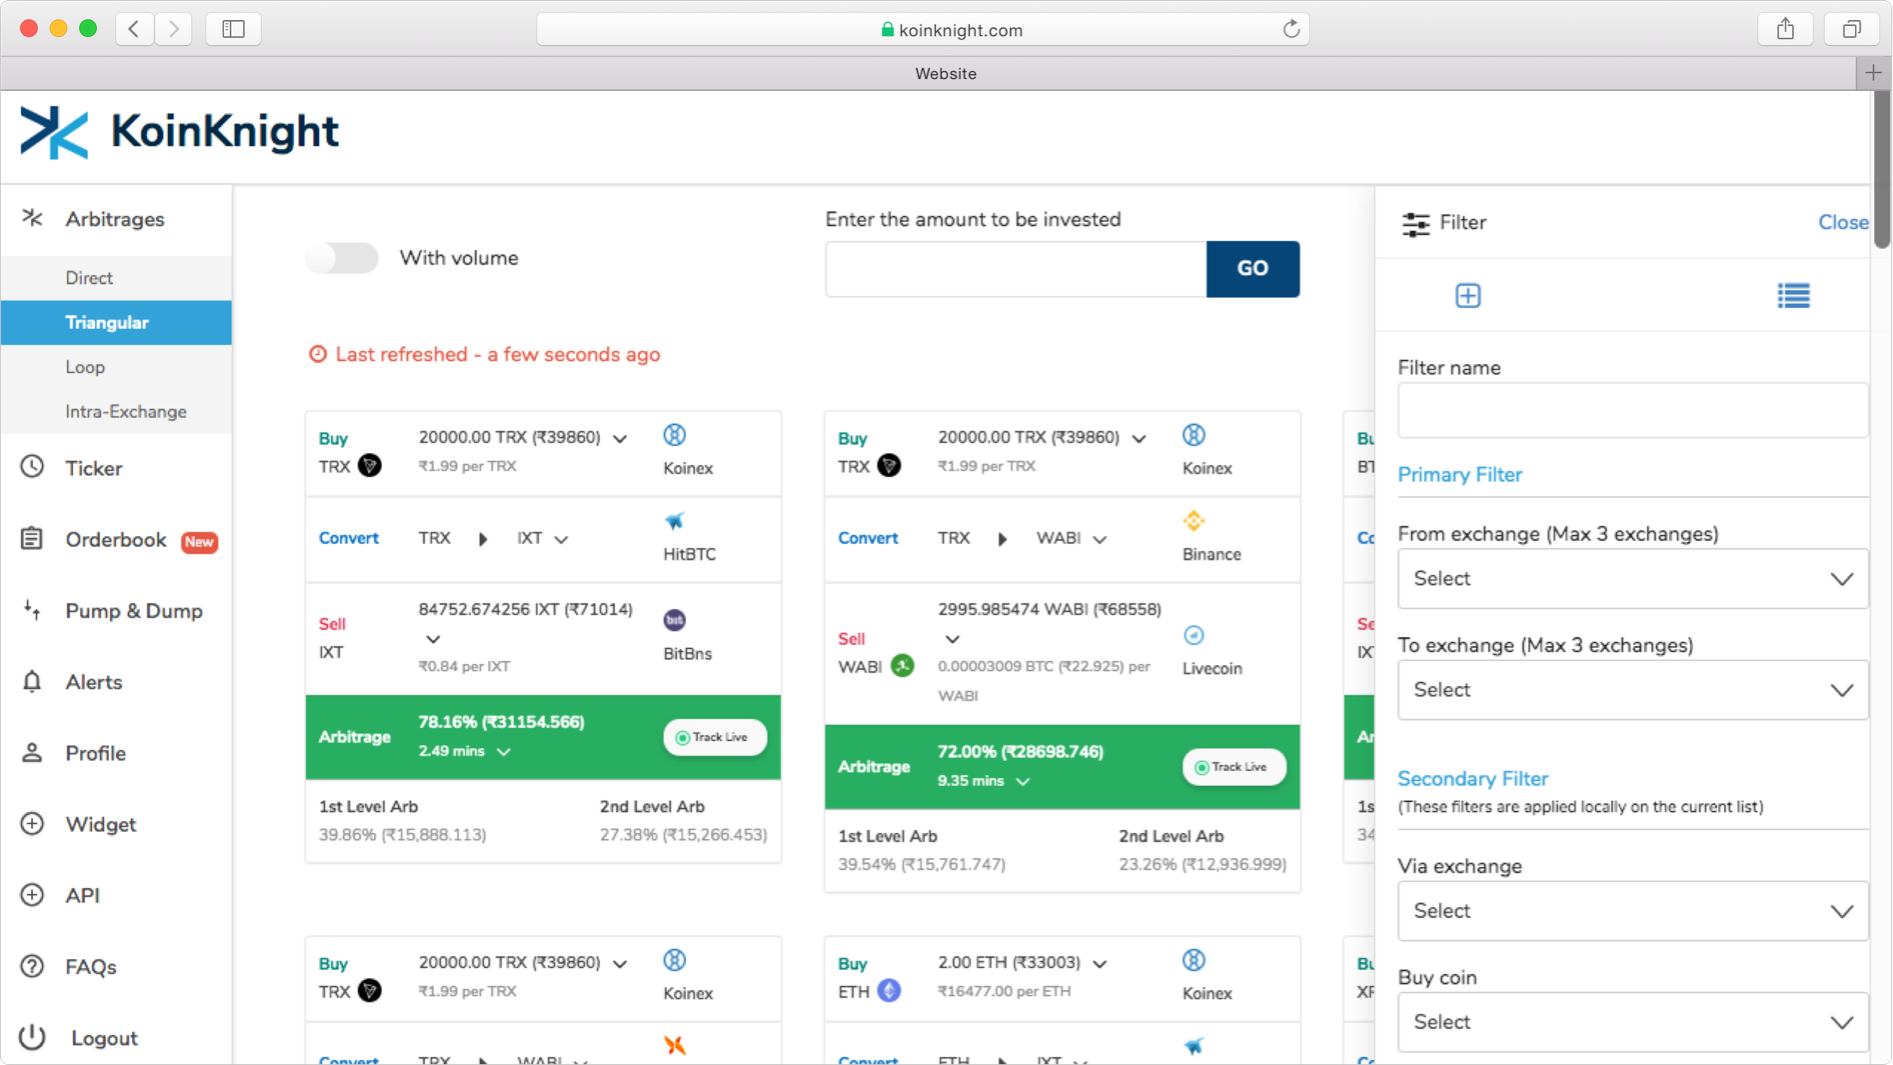 koinknight.com
Website
KoinKnight
Arbitrages
Direct
Triangular
Loop
Intra-Exchange
Ticker
Orderbook New
Pump & Dump
Alerts
Profile
Widget
API
FAQs
Logout
With volume
Enter the amount to be invested
GO
Last refreshed - a few seconds ago
Buy
TRX
20000.00 TRX (₹39860)
₹1.99 per TRX
Koinex
Convert
TRX
IXT
HitBTC
Sell
IXT
84752.674256 IXT (₹71014)
₹0.84 per IXT
bit
BitBns
Arbitrage
78.16% (₹31154.566)
2.49 mins
Track Live
1st Level Arb
39.86% (₹15,888.113)
2nd Level Arb
27.38% (₹15,266.453)
Buy
TRX
20000.00 TRX (₹39860)
₹1.99 per TRX
Koinex
Convert
TRX
WABI
Binance
Sell
WABI
2995.985474 WABI (₹68558)
0.00003009 BTC (₹22.925) per
WABI
Livecoin
Arbitrage
72.00% (₹28698.746)
9.35 mins
Track Live
1st Level Arb
39.54% (₹15,761.747)
2nd Level Arb
23.26% (₹12,936.999)
Bu
BT
Co
Se
IX
Ar
1s
34
Buy
TRX
20000.00 TRX (₹39860)
₹1.99 per TRX
Koinex
Convert
TRX
WABI
Buy
ETH
2.00 ETH (₹33003)
₹16477.00 per ETH
Koinex
Convert
ETH
IXT
Bu
XF
Co
Filter
Close
Filter name
Primary Filter
From exchange (Max 3 exchanges)
Select
To exchange (Max 3 exchanges)
Select
Secondary Filter
(These filters are applied locally on the current list)
Via exchange
Select
Buy coin
Select